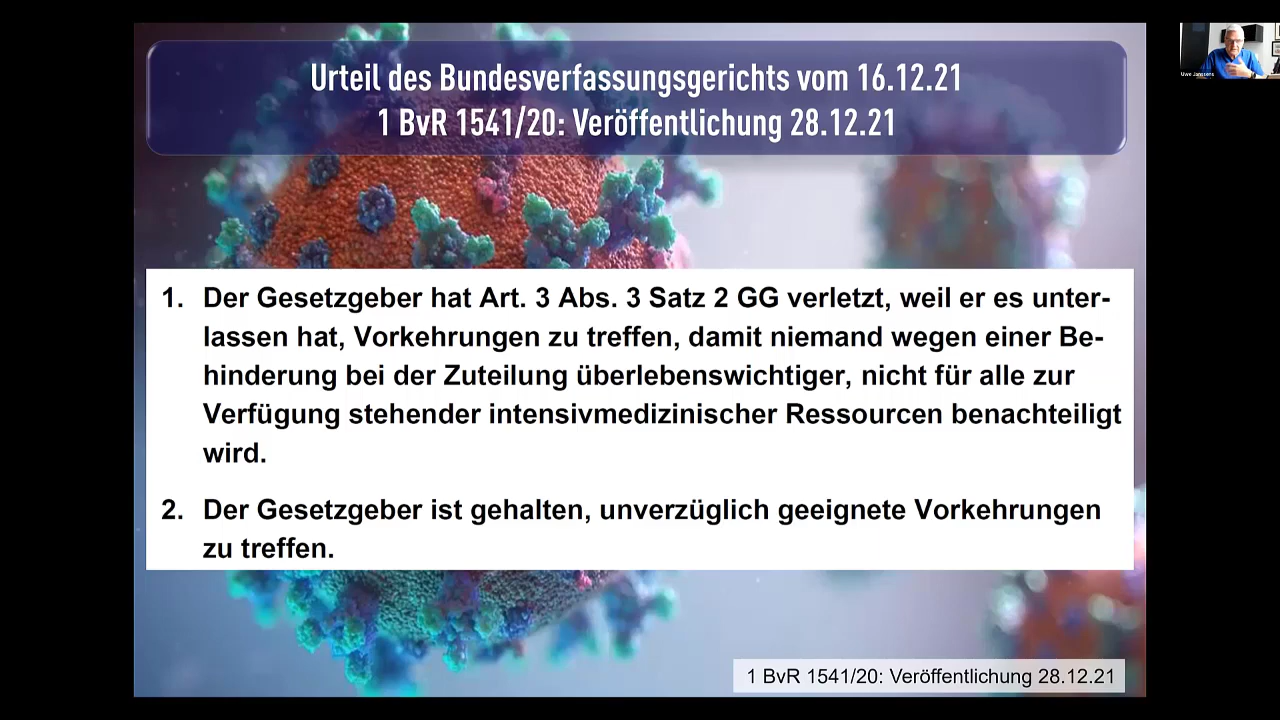 Urteil des Bundesverfassungsgerichts vom 16.12.21
1 BvR 1541/20: Veröffentlichung 28.12.21
Uwe Janssens
1. Der Gesetzgeber hat Art. 3 Abs. 3 Satz 2 GG verletzt, weil er es unter-
lassen hat, Vorkehrungen zu treffen, damit niemand wegen einer Be-
hinderung bei der Zuteilung überlebenswichtiger, nicht für alle zur
Verfügung stehender intensivmedizinischer Ressourcen benachteiligt
wird.
2. Der Gesetzgeber ist gehalten, unverzüglich geeignete Vorkehrungen
zu treffen.
1 BvR 1541/20: Veröffentlichung 28.12.21